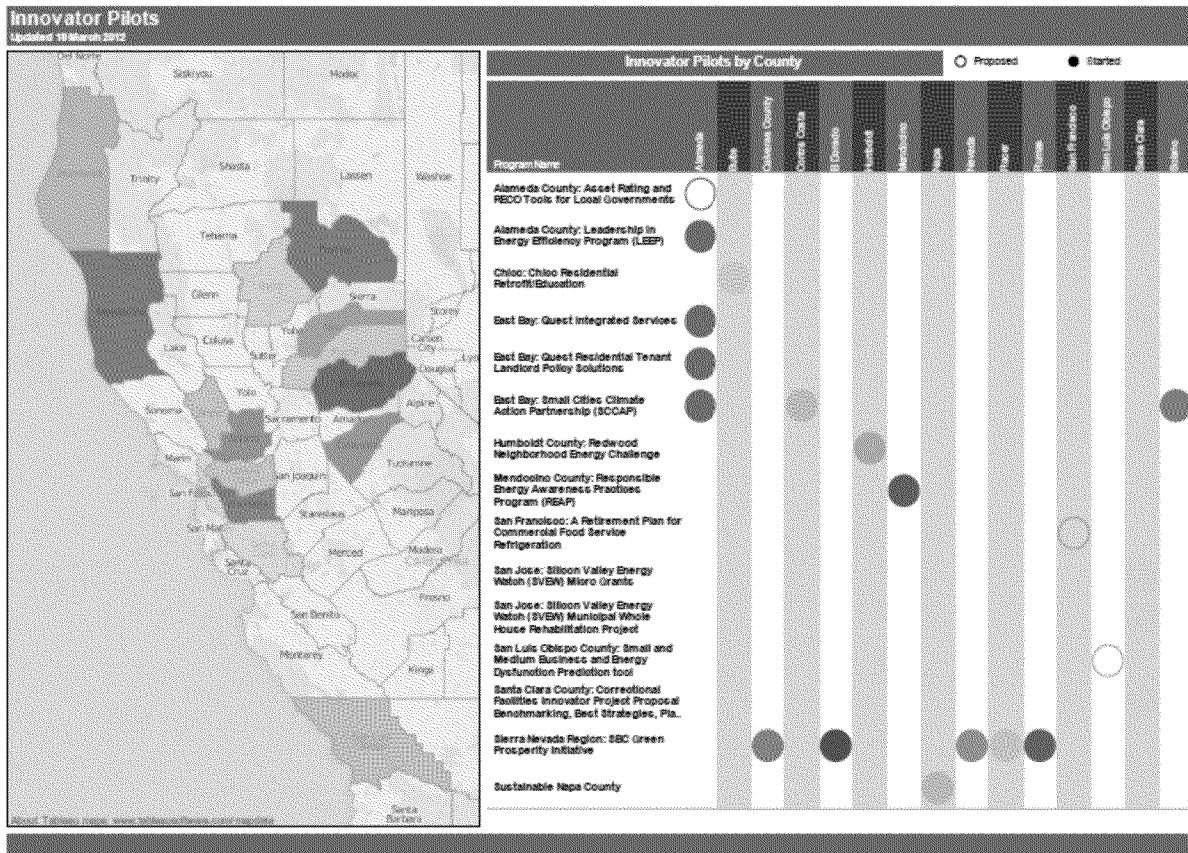 Innovator Pilots
Updated 19 March 2012
Del Norte
Siskiyou
Modoc
Trinity
Shasta
Lassen
Washoe
Tehama
Glenn
Sierra
Storey
Lake
Colusa
Sutter
Carson
City
Douglas
Yolo
Sonoma
Sacramento
Alpine
Marin
San Joaquin
Tuolumne
Stanislaus
Mariposa
San Mat
Merced
Madera
Santa
Cruz
Fresno
San Benito
Monterey
Kings
Santa
Barbara
About Tableau maps: www.tableausoftware.com/mapdata
Innovator Pilots by County
Proposed
Started
Program Name
Alameda
Butte
Contra Costa
El Dorado
Humboldt
Mendocino
Napa
Nevada
Placer
Plumas
San Francisco
San Luis Obispo
Santa Clara
Solano
Alameda County: Asset Rating and
RECO Tools for Local Governments
Alameda County: Leadership in
Energy Efficiency Program (LEEP)
Chico: Chico Residential
Retrofit/Education
East Bay: Quest Integrated Services
East Bay: Quest Residential Tenant
Landlord Policy Solutions
East Bay: Small Cities Climate
Action Partnership (SCCAP)
Humboldt County: Redwood
Neighborhood Energy Challenge
Mendocino County: Responsible
Energy Awareness Practices
Program (REAP)
San Francisco: A Retirement Plan for
Commercial Food Service
Refrigeration
San Jose: Silicon Valley Energy
Watch (SVEW) Micro Grants
San Jose: Silicon Valley Energy
Watch (SVEW) Municipal Whole
House Rehabilitation Project
San Luis Obispo County: Small and
Medium Business and Energy
Dysfunction Prediction tool
Santa Clara County: Correctional
Facilities Innovator Project Proposal
Benchmarking, Best Strategies, Pla..
Sierra Nevada Region: SBC Green
Prosperity Initiative
Sustainable Napa County